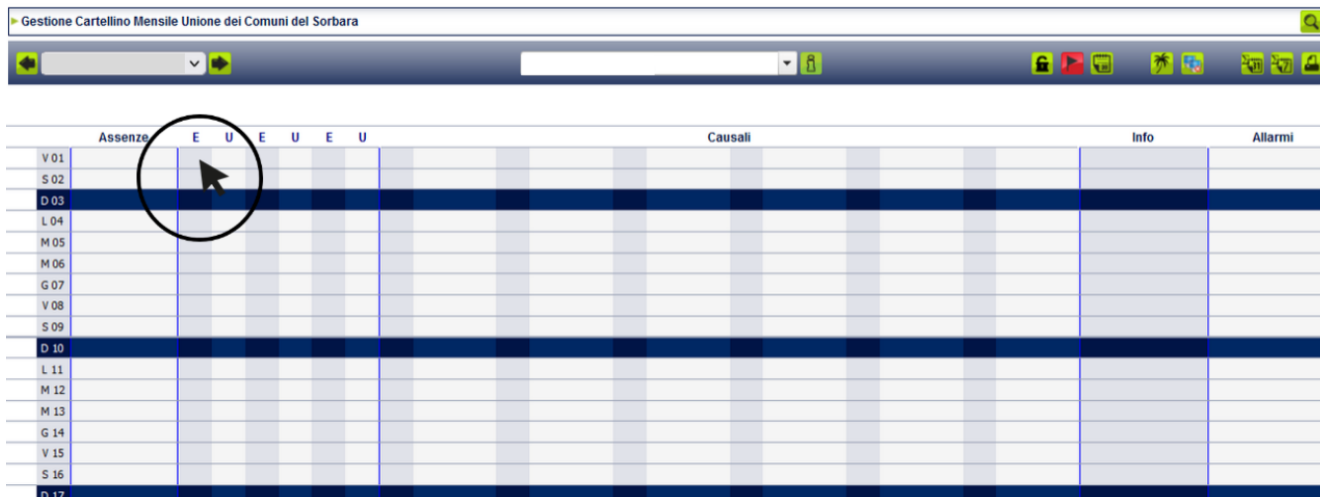 Gestione Cartellino Mensile Unione dei Comuni del Sorbara
Assenze E U E U E U Causali Info Allarmi
V 01
S 02
D 03
L 04
M 05
M 06
G 07
V 08
S 09
D 10
L 11
M 12
M 13
G 14
V 15
S 16
D 17